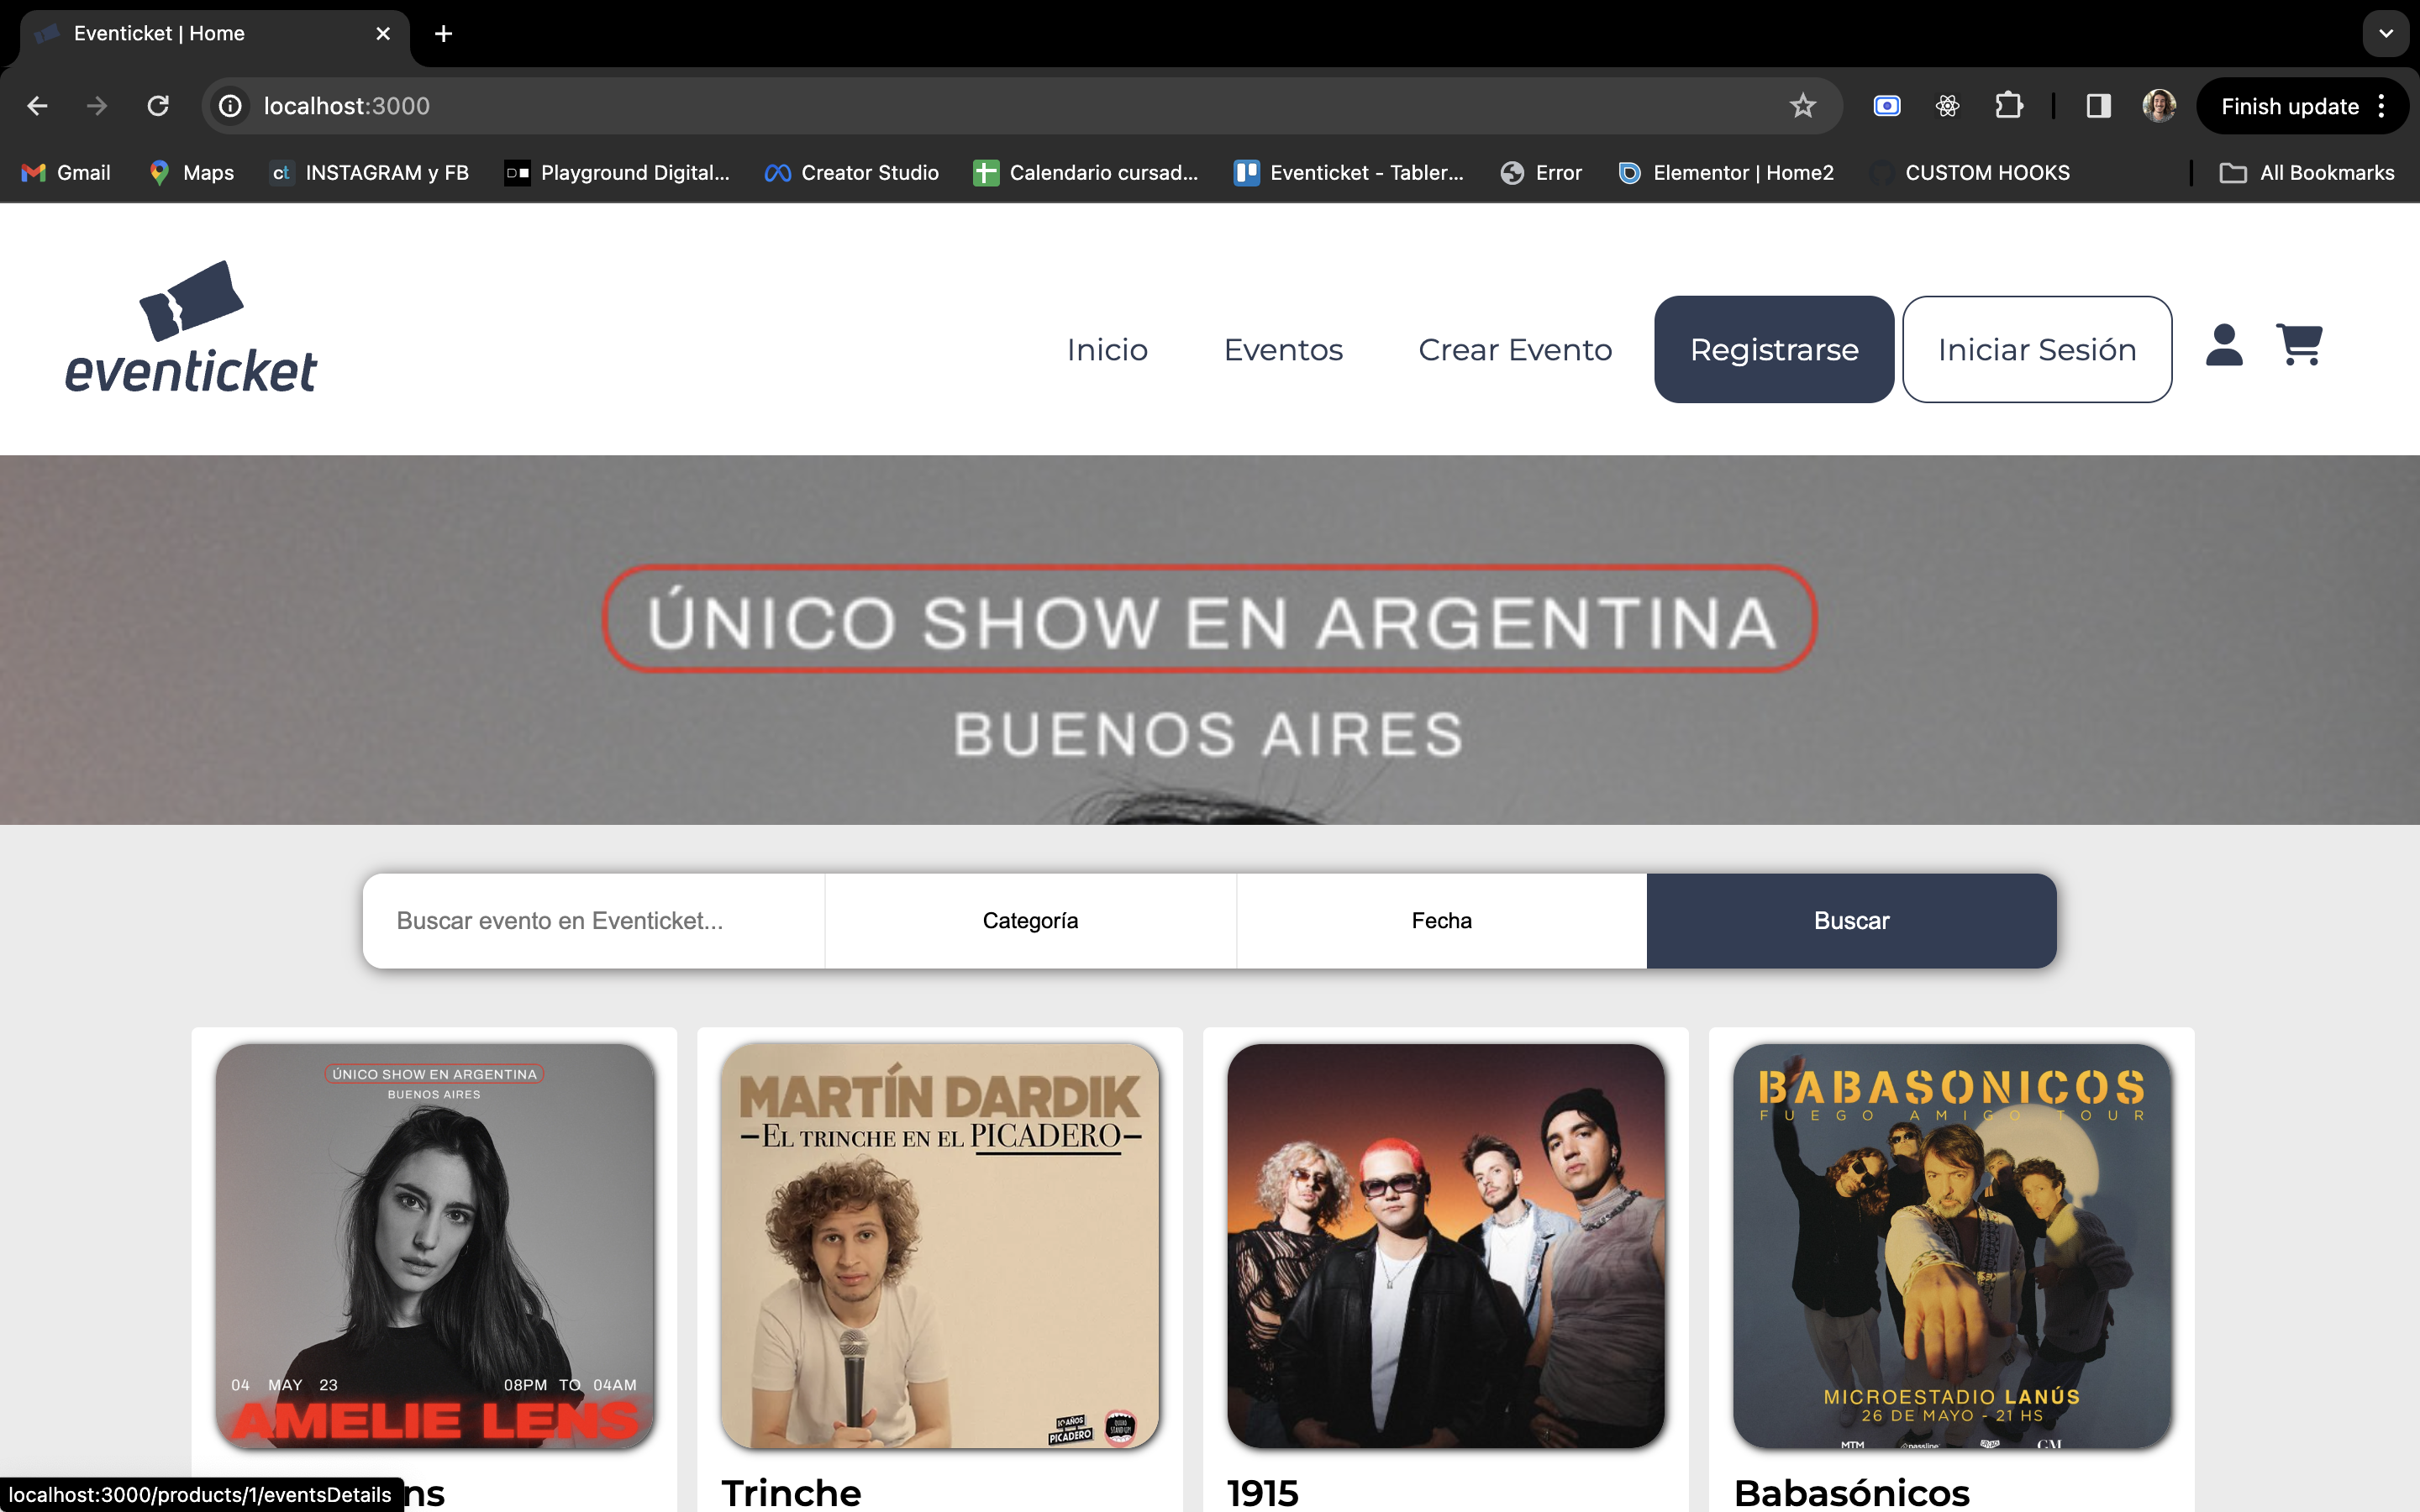 Eventicket | Home
localhost:3000
Finish update
Gmail
Maps
ct INSTAGRAM y FB
Playground Digital...
Creator Studio
Calendario cursad...
Eventicket - Tabler...
Error
Elementor | Home2
CUSTOM HOOKS
All Bookmarks
eventicket
Inicio
Eventos
Crear Evento
Registrarse
Iniciar Sesión
ÚNICO SHOW EN ARGENTINA
BUENOS AIRES
Buscar evento en Eventicket...
Categoría
Fecha
Buscar
ÚNICO SHOW EN ARGENTINA
BUENOS AIRES
04 MAY 23
08PM TO 04AM
AMELIE LENS
MARTÍN DARDIK
–EL TRINCHE EN EL PICADERO–
10 AÑOS
PICADERO
BABASONICOS
FUEGO AMIGO TOUR
MICROESTADIO LANÚS
26 DE MAYO - 21 HS
MTM
passline
GM
ns
Trinche
1915
Babasónicos
localhost:3000/products/1/eventsDetails